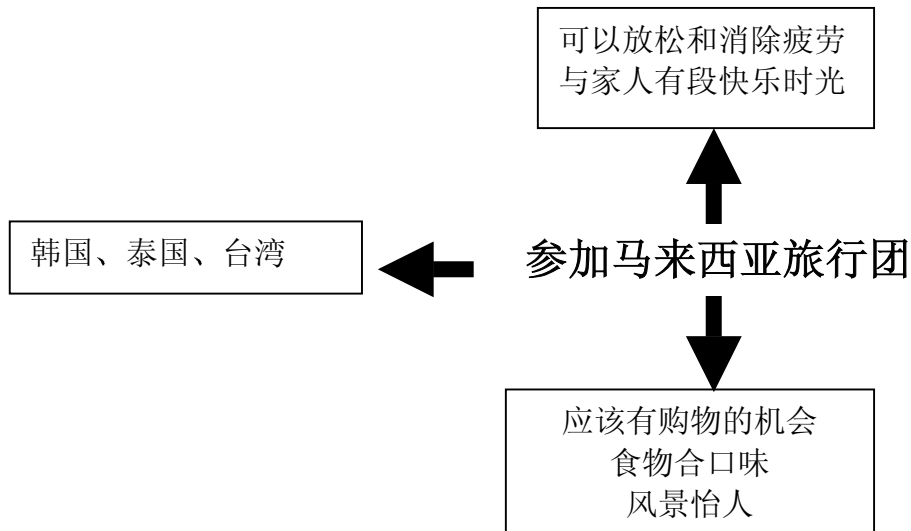 可以放松和消除疲劳
与家人有段快乐时光
韩国、泰国、台湾
参加马来西亚旅行团
应该有购物的机会
食物合口味
风景怡人